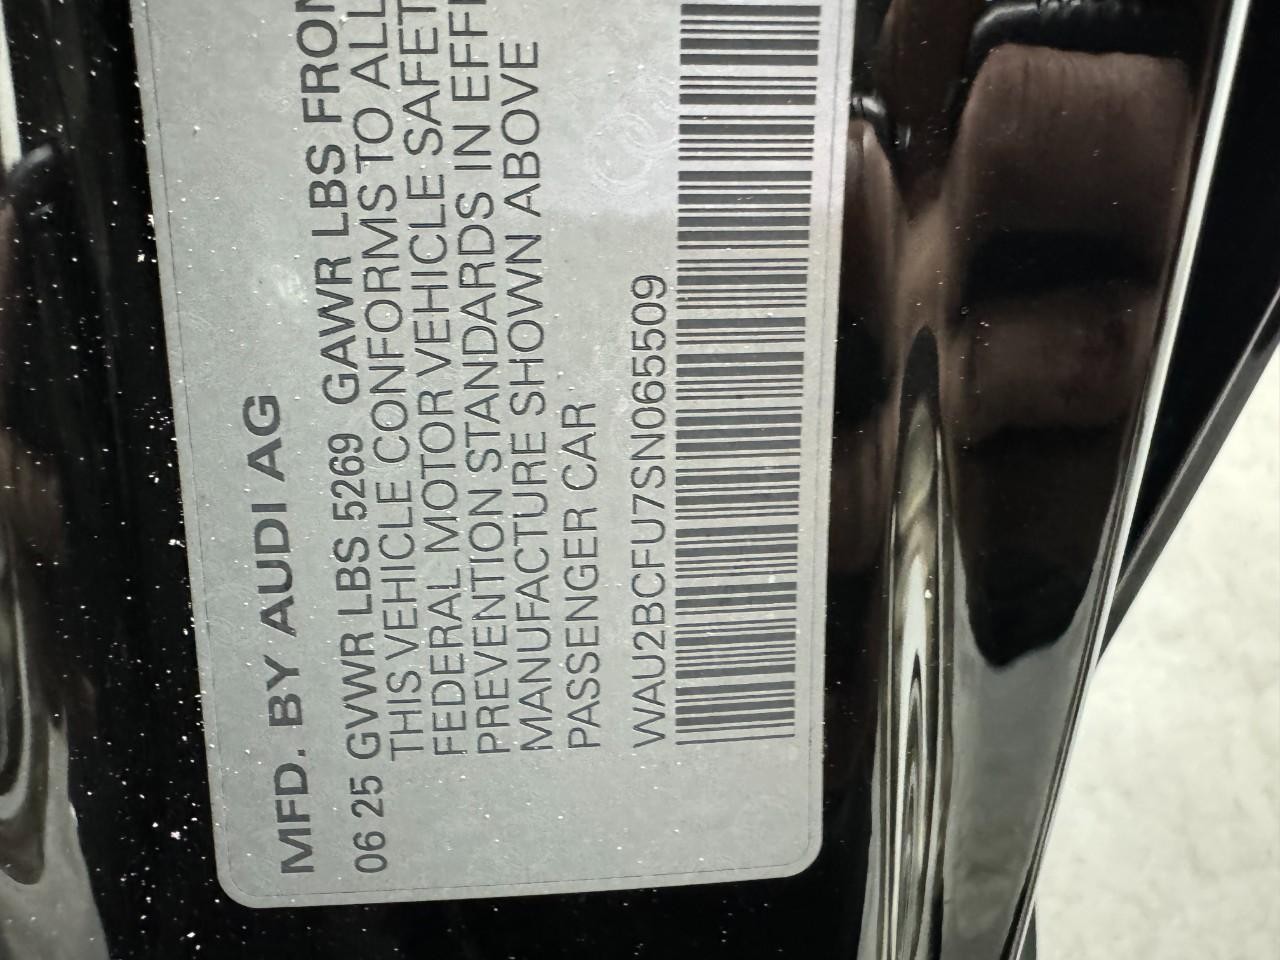 MFD. BY AUDI AG
06 25 GVWR LBS 5269 GAWR LBS FRON
THIS VEHICLE CONFORMS TO ALL
FEDERAL MOTOR VEHICLE SAFET
PREVENTION STANDARDS IN EFF
MANUFACTURE SHOWN ABOVE
PASSENGER CAR
WAU2BCFU7SN065509